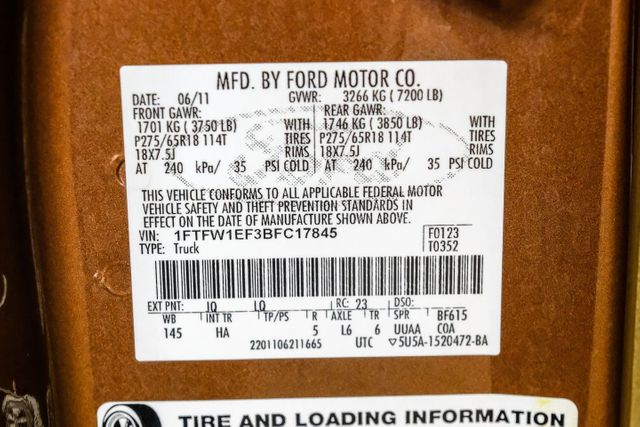 MFD. BY FORD MOTOR CO.
DATE: 06/11 GVWR: 3266 KG ( 7200 LB)
FRONT GAWR: REAR GAWR:
1701 KG ( 3750 LB) WITH 1746 KG ( 3850 LB) WITH
P275/65R18 114T TIRES P275/65R18 114T TIRES
18X7.5J RIMS 18X7.5J RIMS
AT 240 kPa/ 35 PSI COLD AT 240 kPa/ 35 PSI COLD
THIS VEHICLE CONFORMS TO ALL APPLICABLE FEDERAL MOTOR
VEHICLE SAFETY AND THEFT PREVENTION STANDARDS IN
EFFECT ON THE DATE OF MANUFACTURE SHOWN ABOVE.
VIN: 1FTFW1EF3BFC17845 F0123
TYPE: Truck T0352
EXT PNT: JQ LQ RC: 23 DSO:
WB INT TR TP/PS R AXLE TR SPR BF615
145 HA 5 L6 6 UUAA COA
2201106211665 UTC ▽5U5A-1520472-BA
TIRE AND LOADING INFORMATION